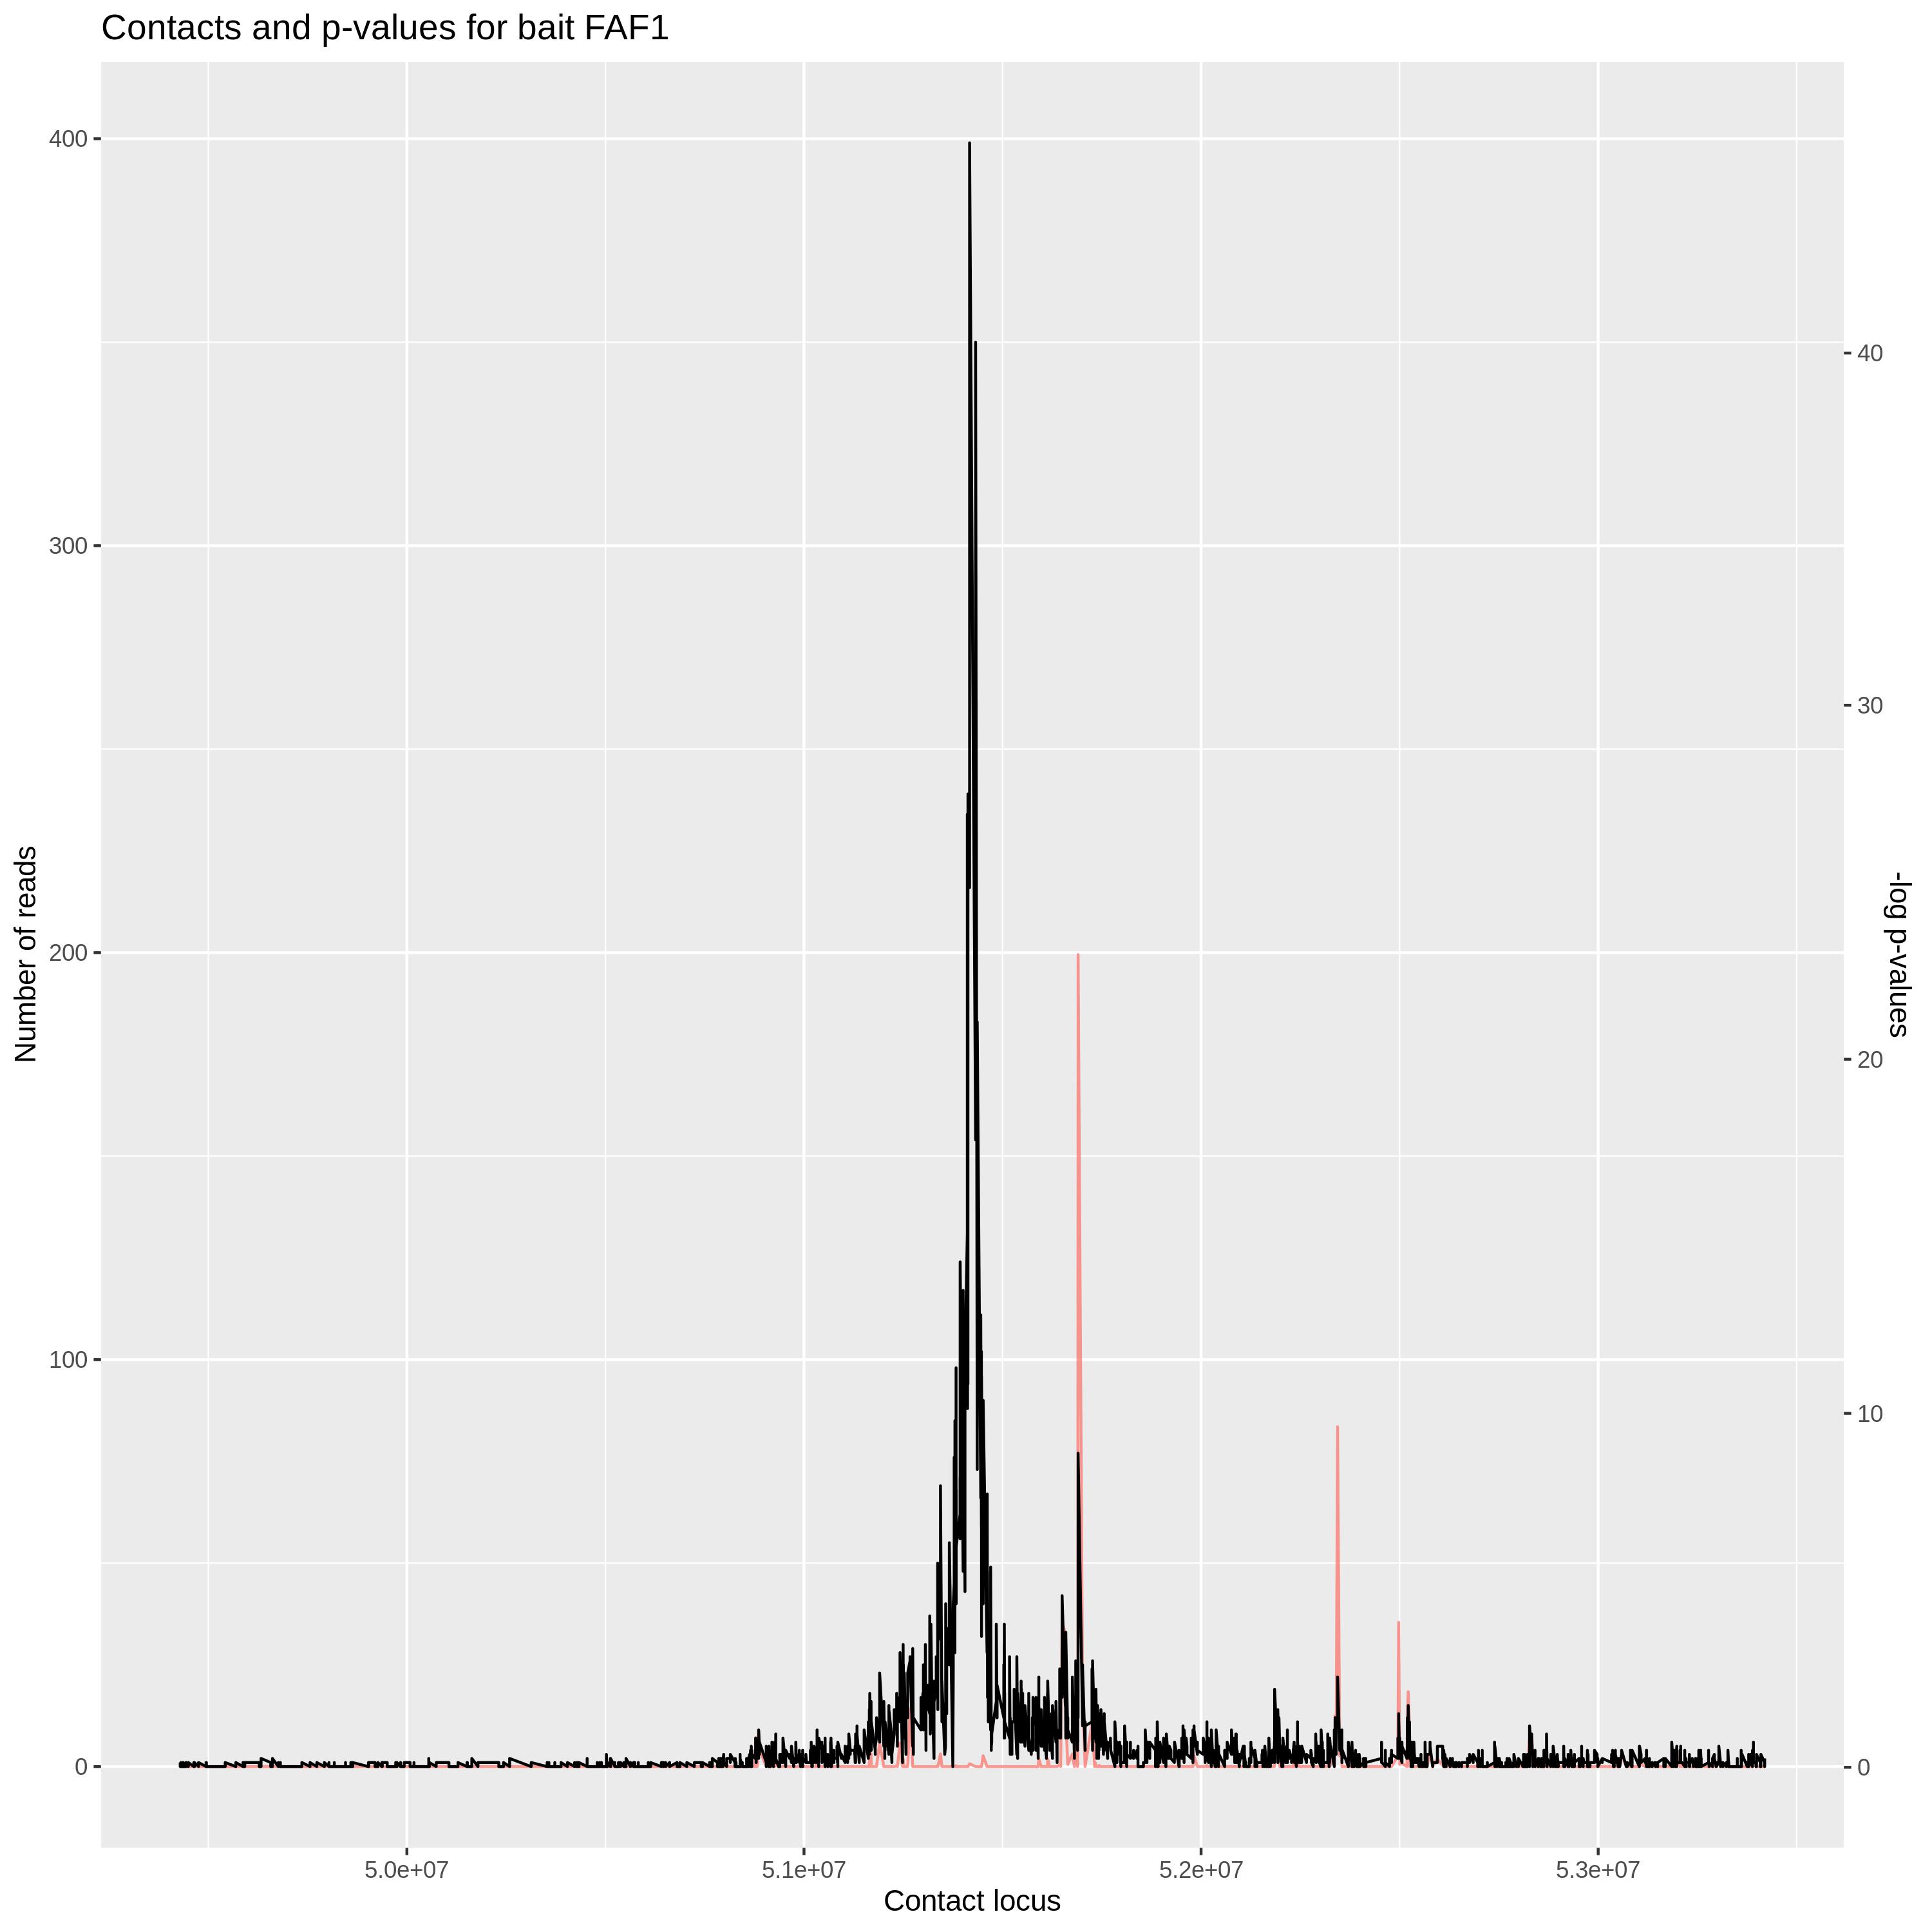 Contacts and p-values for bait FAF1
400
300
200
100
0
Number of reads
40
30
20
10
0
-log p-values
5.0e+07
5.1e+07
5.2e+07
5.3e+07
Contact locus